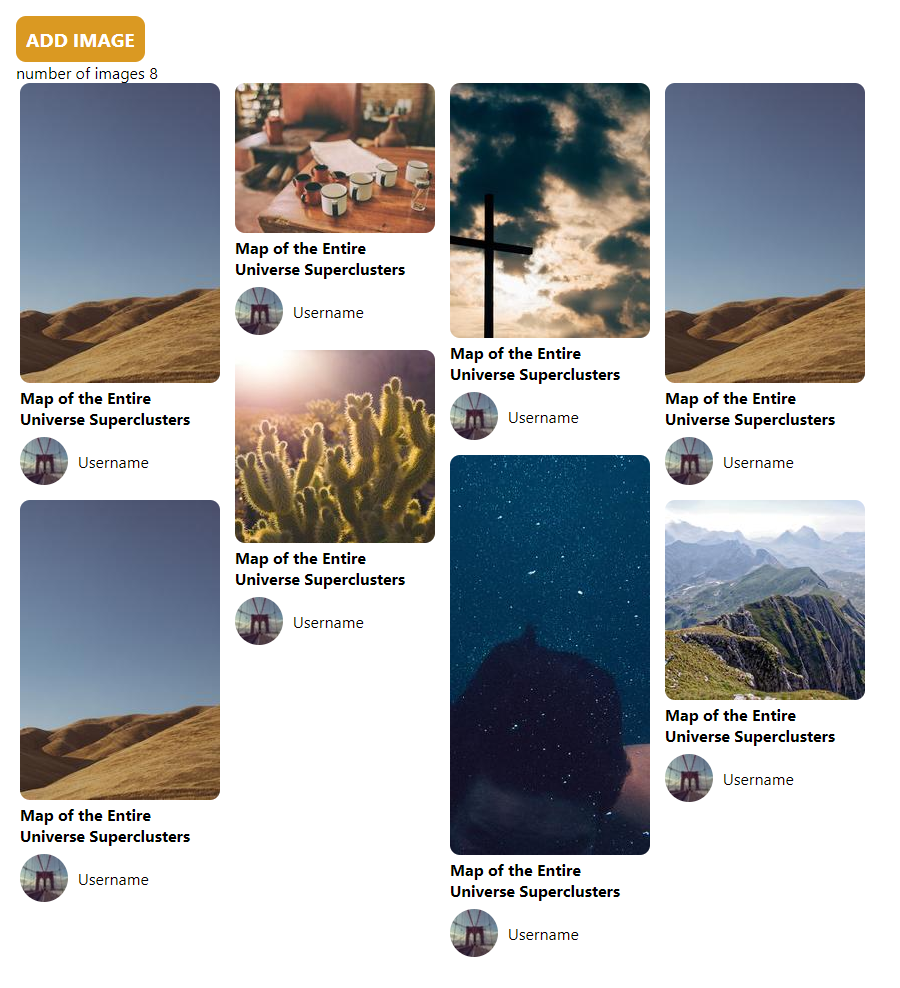 ADD IMAGE
number of images 8
Map of the Entire
Universe Superclusters
Username
Map of the Entire
Universe Superclusters
Username
Map of the Entire
Universe Superclusters
Username
Map of the Entire
Universe Superclusters
Username
Map of the Entire
Universe Superclusters
Username
Map of the Entire
Universe Superclusters
Username
Map of the Entire
Universe Superclusters
Username
Map of the Entire
Universe Superclusters
Username